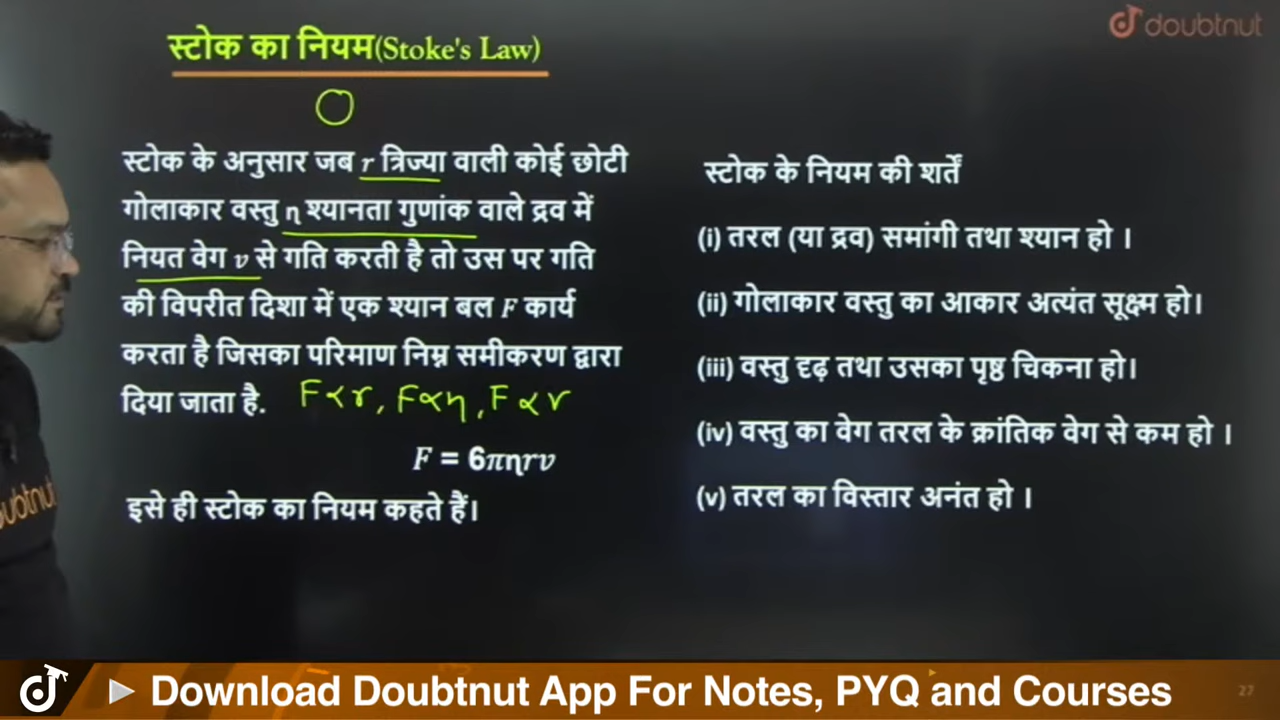 doubtnut
स्टोक का नियम(Stoke's Law)
स्टोक के अनुसार जब r त्रिज्या वाली कोई छोटी
गोलाकार वस्तु η श्यानता गुणांक वाले द्रव में
नियत वेग v से गति करती है तो उस पर गति
की विपरीत दिशा में एक श्यान बल F कार्य
करता है जिसका परिमाण निम्न समीकरण द्वारा
दिया जाता है. F∝r, F∝η, F∝v
F = 6πηrv
इसे ही स्टोक का नियम कहते हैं।
स्टोक के नियम की शर्तें
(i) तरल (या द्रव) समांगी तथा श्यान हो ।
(ii) गोलाकार वस्तु का आकार अत्यंत सूक्ष्म हो।
(iii) वस्तु दृढ़ तथा उसका पृष्ठ चिकना हो।
(iv) वस्तु का वेग तरल के क्रांतिक वेग से कम हो ।
(v) तरल का विस्तार अनंत हो ।
oubtnut
Download Doubtnut App For Notes, PYQ and Courses
27